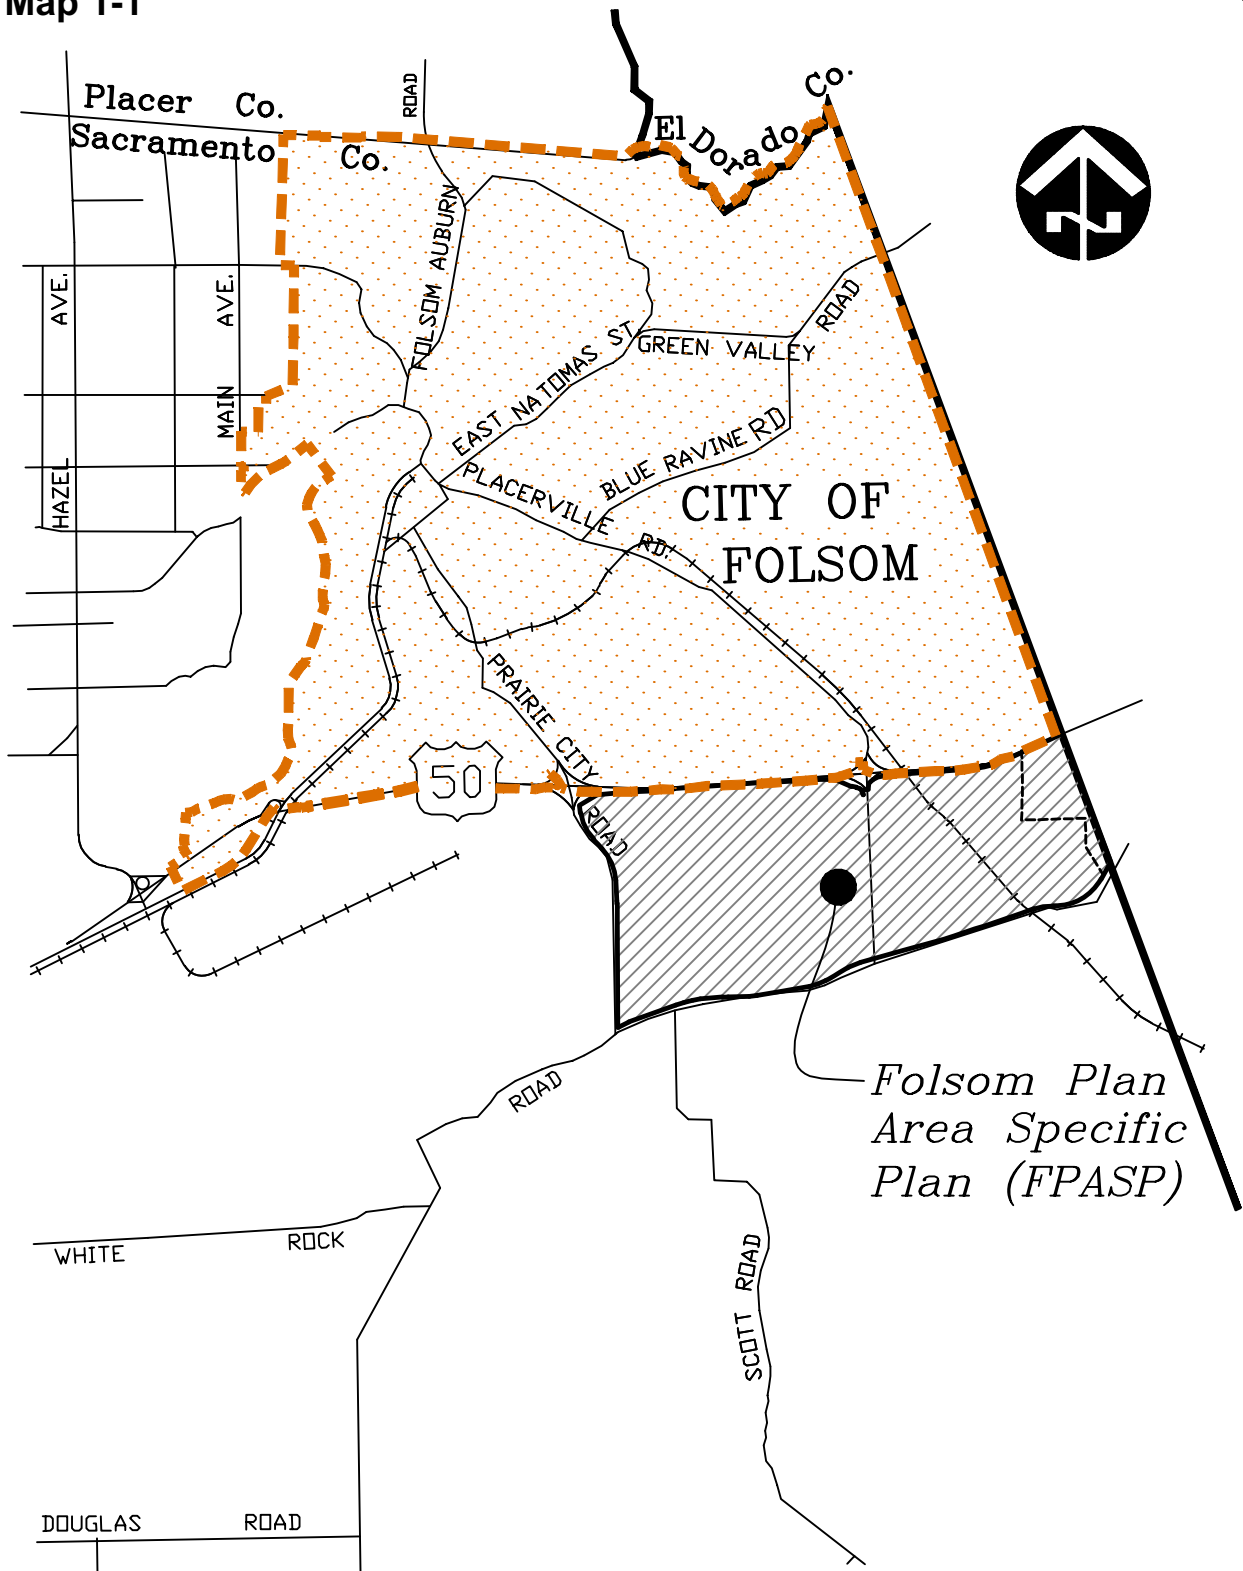 Map 1-1
Placer Co.
Sacramento Co.
El Dorado Co.
ROAD
FOLSOM AUBURN
AVE.
HAZEL
AVE.
MAIN
EAST NATOMAS ST.
GREEN VALLEY
ROAD
BLUE RAVINE RD
PLACERVILLE RD.
CITY OF
FOLSOM
PRAIRIE CITY
ROAD
50
N
Folsom Plan
Area Specific
Plan (FPASP)
ROAD
WHITE ROCK
SCOTT ROAD
DOUGLAS ROAD